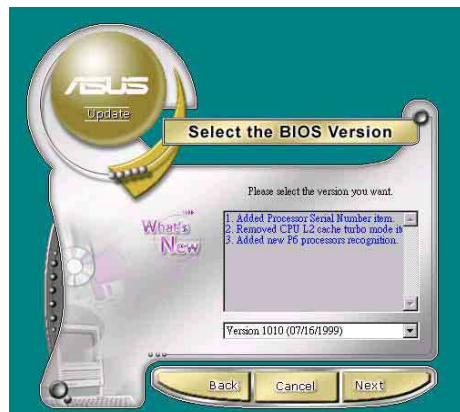 ASUS
Update
Select the BIOS Version
Please select the version you want.
What's
New
1. Added Processor Serial Number item.
2. Removed CPU L2 cache turbo mode it
3. Added new P6 processors recognition.
Version 1010 (07/16/1999)
Back
Cancel
Next